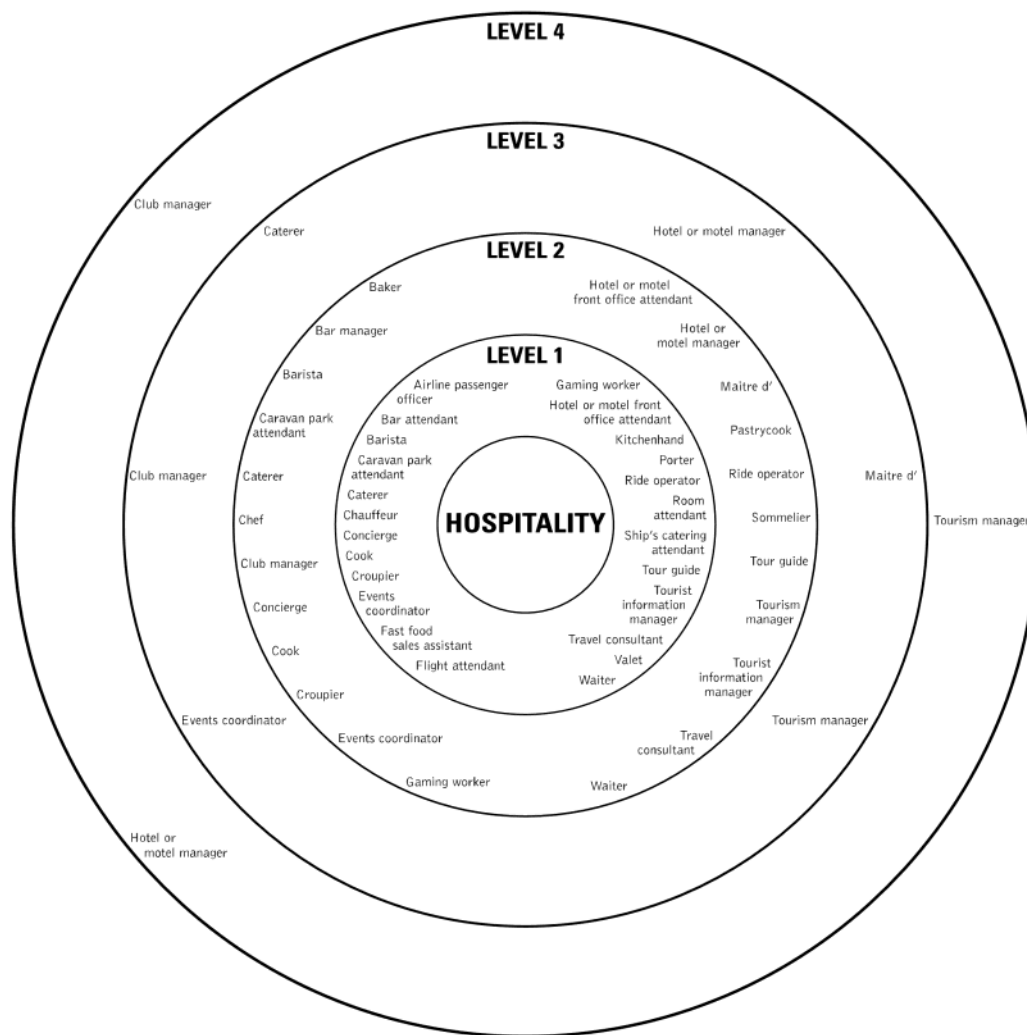 LEVEL 4
Club manager
Hotel or
motel manager
Tourism manager
LEVEL 3
Caterer
Club manager
Events coordinator
Hotel or motel manager
Maitre d'
Tourism manager
LEVEL 2
Baker
Bar manager
Barista
Caravan park
attendant
Caterer
Chef
Club manager
Concierge
Cook
Croupier
Events coordinator
Gaming worker
Hotel or motel
front office attendant
Hotel or
motel manager
Maitre d'
Pastrycook
Ride operator
Sommelier
Tour guide
Tourism
manager
Tourist
information
manager
Travel
consultant
Waiter
LEVEL 1
Airline passenger
officer
Bar attendant
Barista
Caravan park
attendant
Caterer
Chauffeur
Concierge
Cook
Croupier
Events
coordinator
Fast food
sales assistant
Flight attendant
Gaming worker
Hotel or motel front
office attendant
Kitchenhand
Porter
Ride operator
Room
attendant
Ship's catering
attendant
Tour guide
Tourist
information
manager
Travel consultant
Valet
Waiter
HOSPITALITY